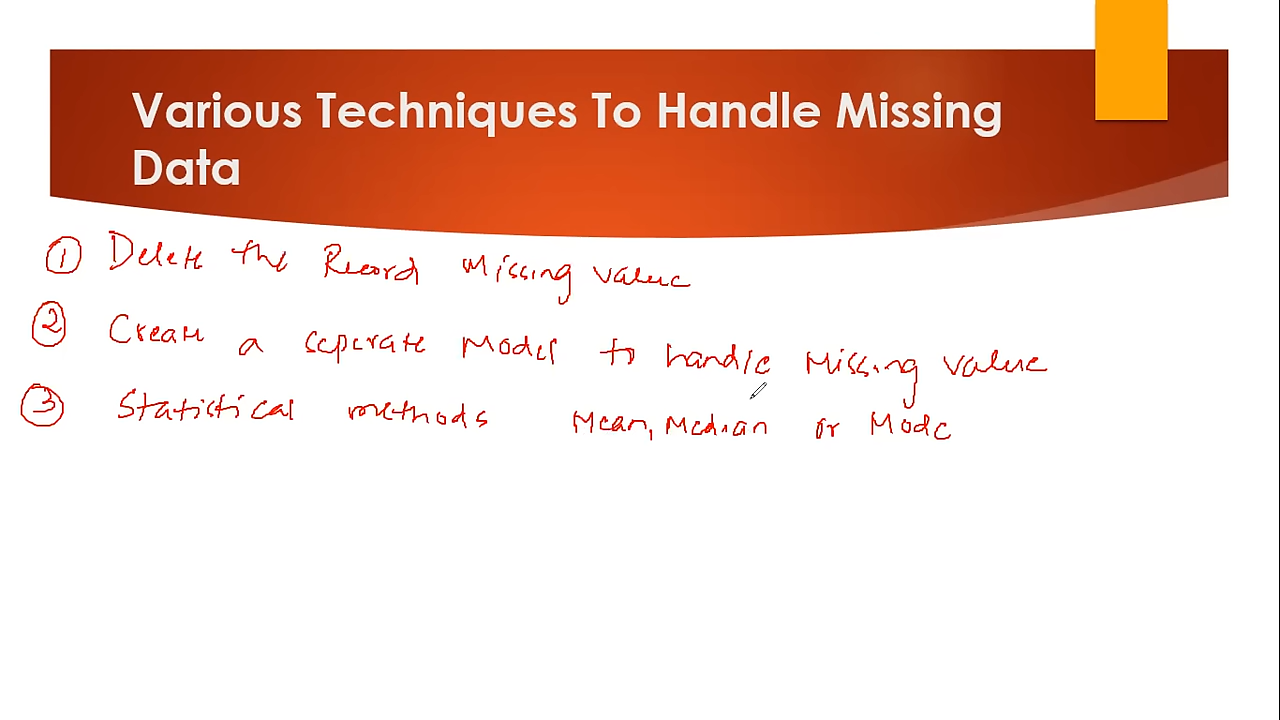 Various Techniques To Handle Missing
Data
① Delete the Record Missing value
② Create a seperate Model to handle Missing value
③ Statistical methods Mean, Median or Mode